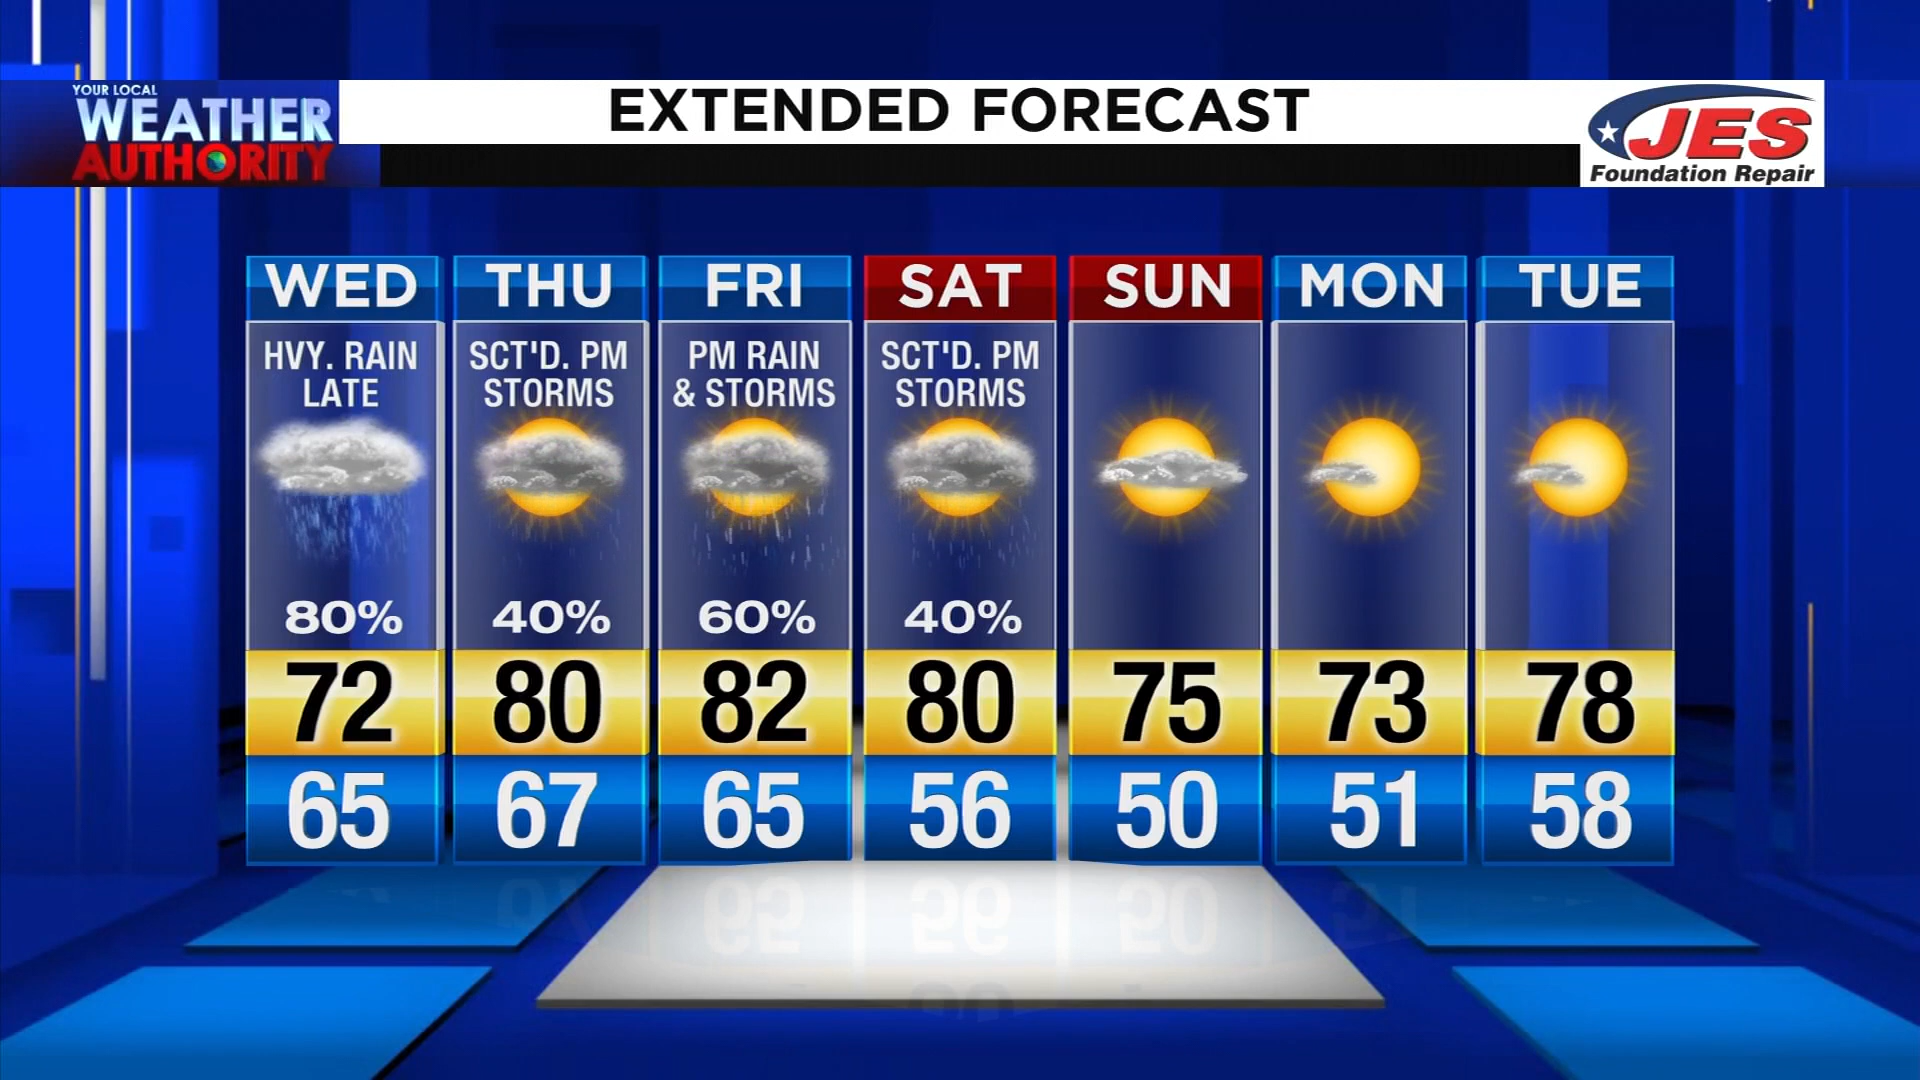 YOUR LOCAL
WEATHER
AUTHORITY
EXTENDED FORECAST
JES
Foundation Repair
WED
HVY. RAIN
LATE
80%
72
65
THU
SCT'D. PM
STORMS
40%
80
67
FRI
PM RAIN
& STORMS
60%
82
65
SAT
SCT'D. PM
STORMS
40%
80
56
SUN
75
50
MON
73
51
TUE
78
58